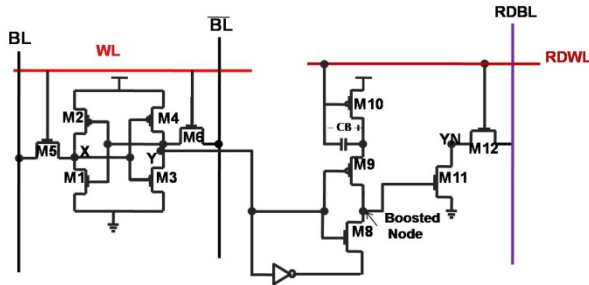 RDBL
BL
BL
WL
RDWL
M2
M4
M10
- CB +
M6
M5
X
Y
M9
YN
M12
M1
M3
M11
M8
Boosted
Node